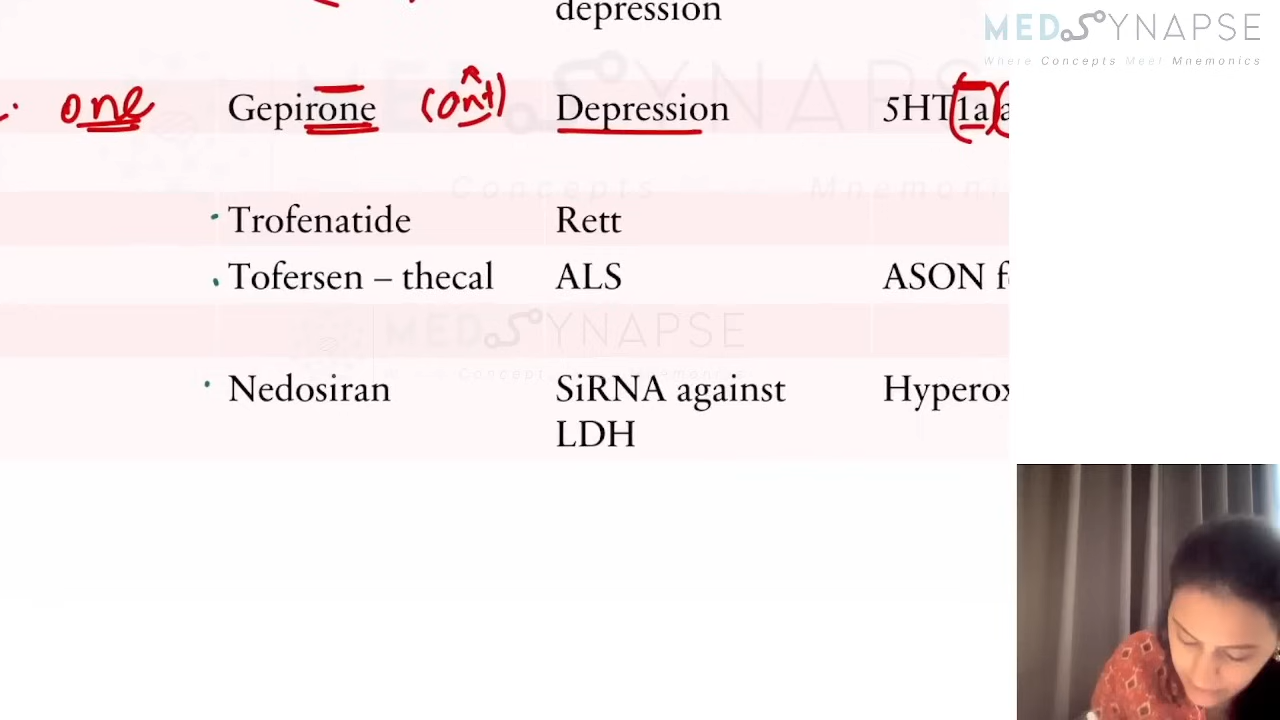 depression
MEDSYNAPSE
Where Concepts Meet Mnemonics
one Gepirone Depression 5HT1a a
Trofenatide Rett
Tofersen – thecal ALS ASON f
Nedosiran SiRNA against Hyperox
LDH